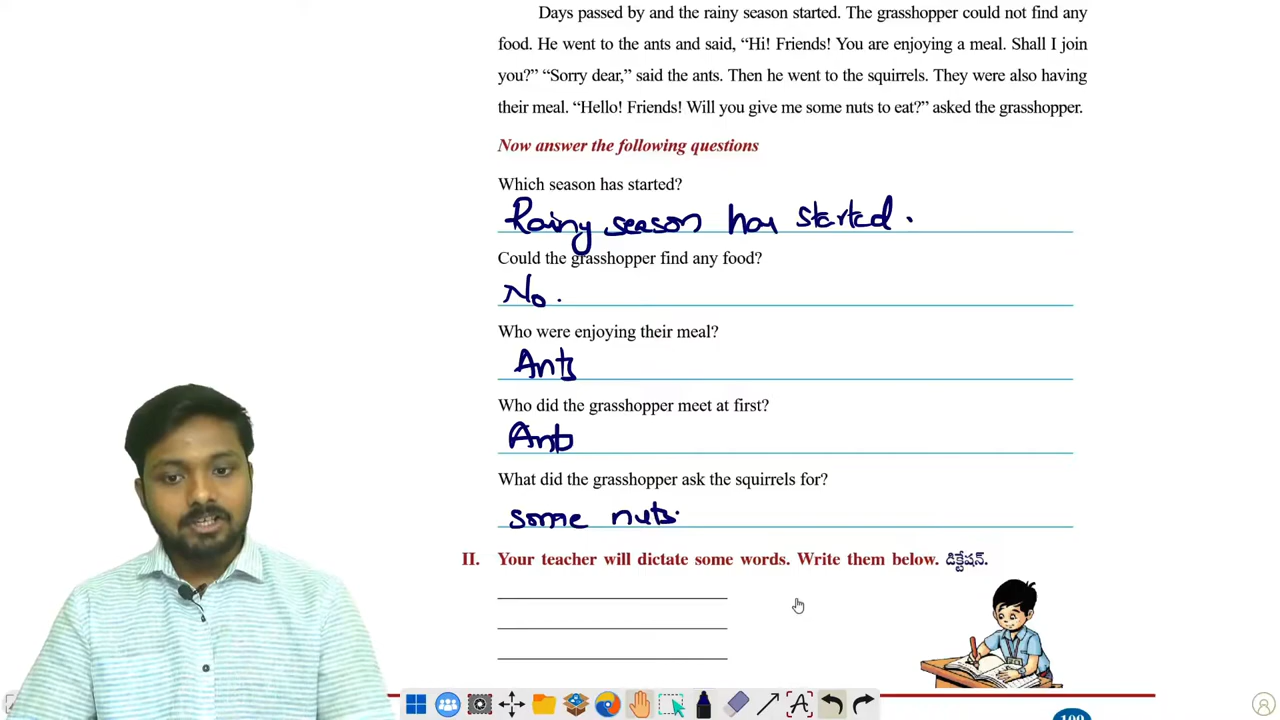 Days passed by and the rainy season started. The grasshopper could not find any
food. He went to the ants and said, “Hi! Friends! You are enjoying a meal. Shall I join
you?” “Sorry dear,” said the ants. Then he went to the squirrels. They were also having
their meal. “Hello! Friends! Will you give me some nuts to eat?” asked the grasshopper.
Now answer the following questions
Which season has started?
Rainy season has started.
Could the grasshopper find any food?
No.
Who were enjoying their meal?
Ants
Who did the grasshopper meet at first?
Ants
What did the grasshopper ask the squirrels for?
some nuts.
II. Your teacher will dictate some words. Write them below. డిక్టేషన్.